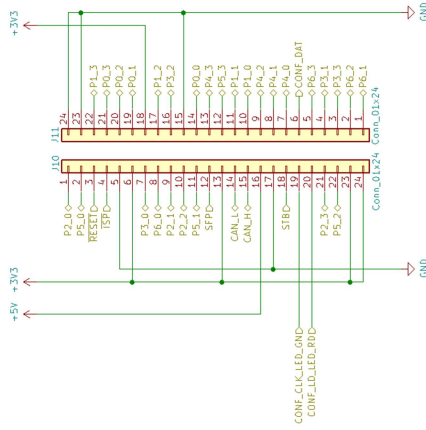 +3V3
GND
P1_3
P0_3
P0_2
P0_1
P1_2
P3_2
P0_0
P4_3
P5_3
P1_1
P1_0
P4_2
P4_1
P4_0
CONF_DAT
P6_3
P3_1
P3_3
P6_2
P6_1
24 23 22 21 20 19 18 17 16 15 14 13 12 11 10 9 8 7 6 5 4 3 2 1
J11
Conn_01x24
J10
Conn_01x24
1 2 3 4 5 6 7 8 9 10 11 12 13 14 15 16 17 18 19 20 21 22 23 24
P2_0
P5_0
RESET
ISP
P3_0
P6_0
P2_1
P2_2
P5_1
SFP
CAN_L
CAN_H
STB
P2_3
P5_2
+3V3
GND
+5V
CONF_CLK_LED_GND
CONF_LD_LED_RD